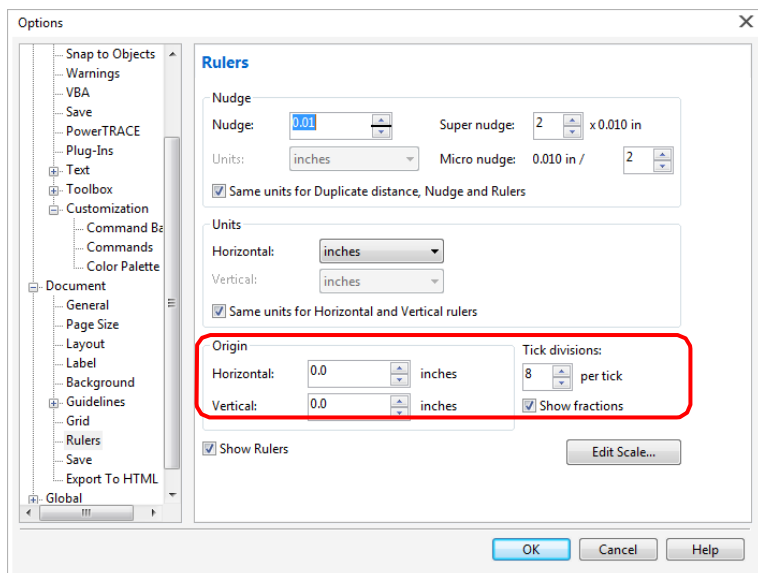 Options
Snap to Objects
Warnings
VBA
Save
PowerTRACE
Plug-Ins
Text
Toolbox
Customization
Command Ba
Commands
Color Palette
Document
General
Page Size
Layout
Label
Background
Guidelines
Grid
Rulers
Save
Export To HTML
Global
Rulers
Nudge
Nudge: 0.01 Super nudge: 2 x 0.010 in
Units: inches Micro nudge: 0.010 in / 2
Same units for Duplicate distance, Nudge and Rulers
Units
Horizontal: inches
Vertical: inches
Same units for Horizontal and Vertical rulers
Origin Tick divisions:
Horizontal: 0.0 inches 8 per tick
Vertical: 0.0 inches Show fractions
Show Rulers Edit Scale...
OK Cancel Help